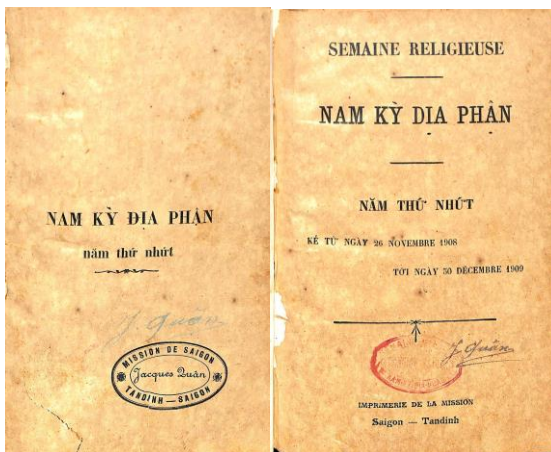 NAM KỲ ĐỊA PHẬN
năm thứ nhứt
J. Quân
MISSION DE SAIGON
Jacques Quân
TANDINH — SAIGON
SEMAINE RELIGIEUSE
NAM KỲ DỊA PHẬN
NĂM THỨ NHỨT
KỂ TỪ NGÀY 26 NOVEMBRE 1908
TỚI NGÀY 30 DÉCEMBRE 1909
J. Quân
IMPRIMERIE DE LA MISSION
Saigon — Tandinh